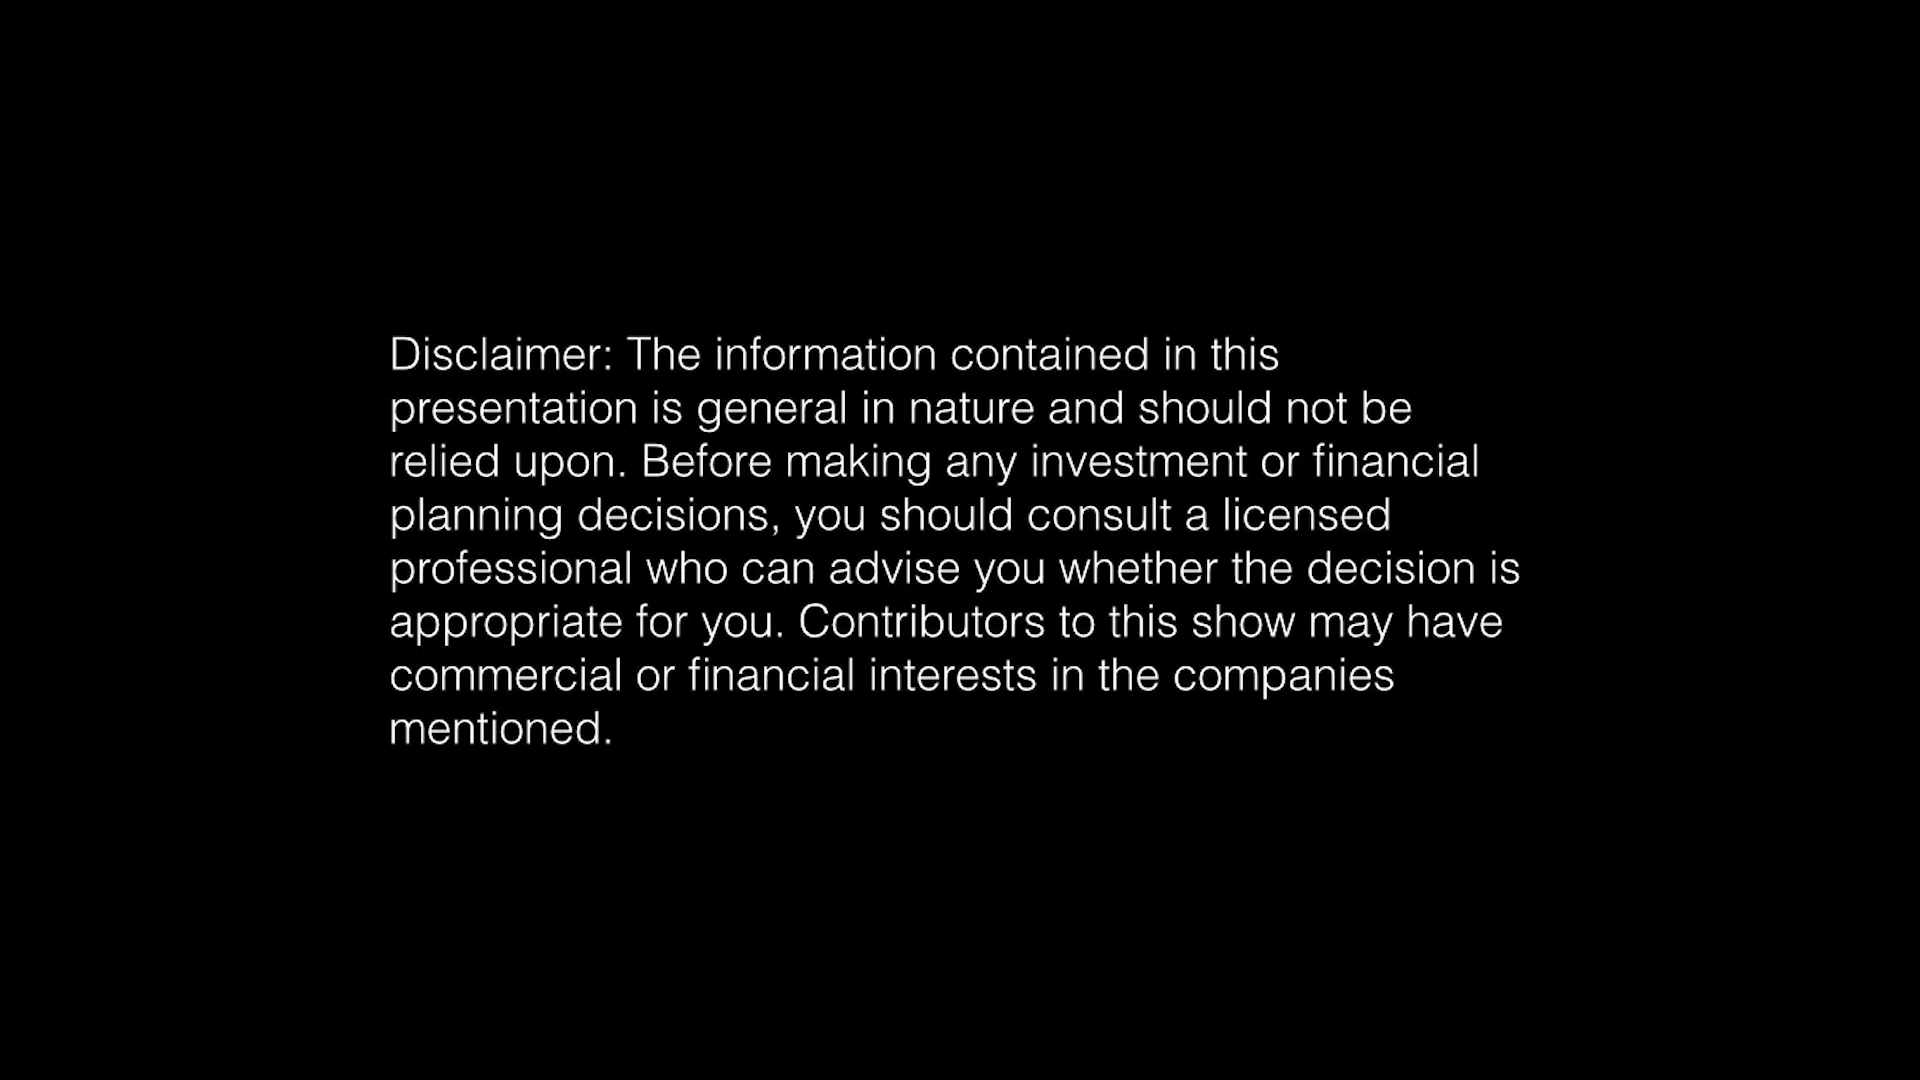 Disclaimer: The information contained in this
presentation is general in nature and should not be
relied upon. Before making any investment or financial
planning decisions, you should consult a licensed
professional who can advise you whether the decision is
appropriate for you. Contributors to this show may have
commercial or financial interests in the companies
mentioned.